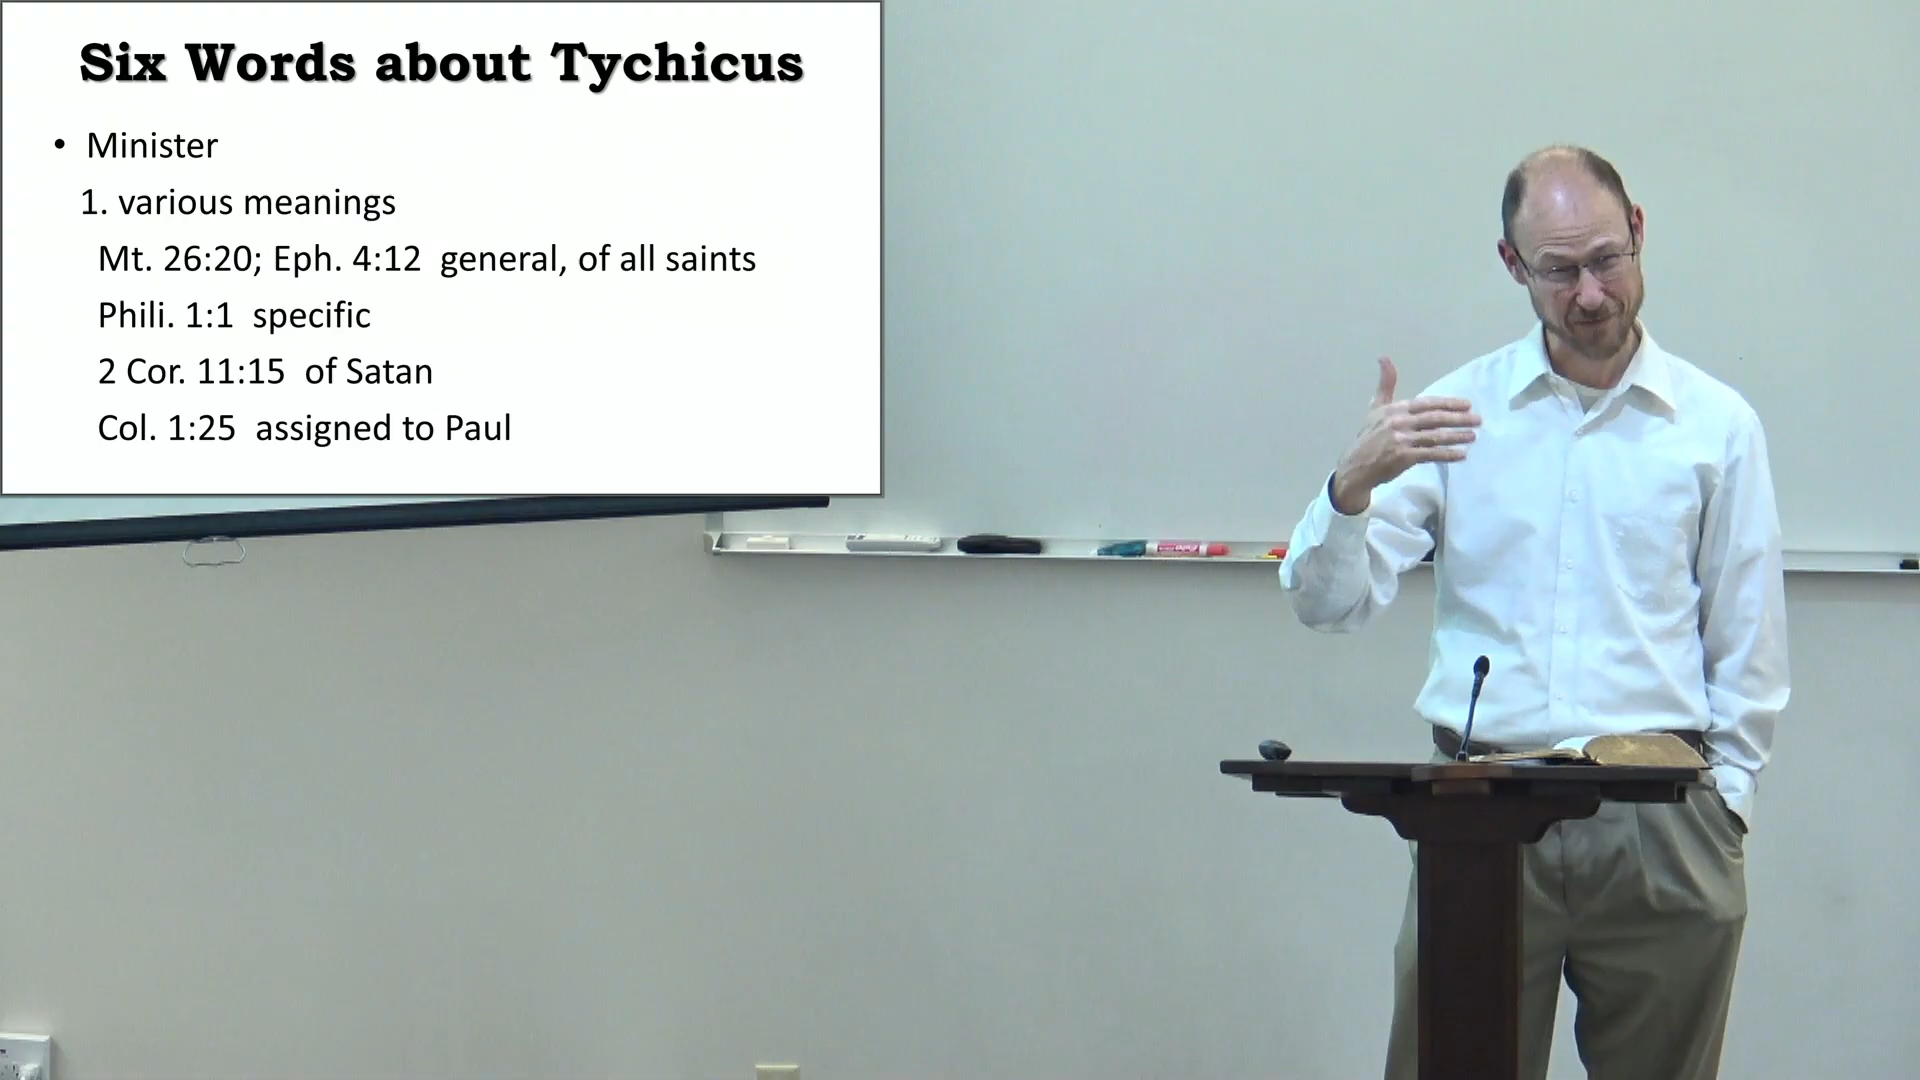 Six Words about Tychicus
• Minister
1. various meanings
Mt. 26:20; Eph. 4:12 general, of all saints
Phili. 1:1 specific
2 Cor. 11:15 of Satan
Col. 1:25 assigned to Paul